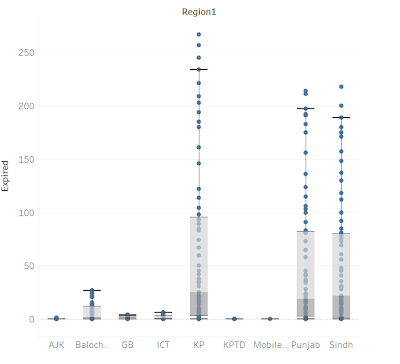 Region1
Expired
250
200
150
100
50
0
AJK Baloch.. GB ICT KP KPTD Mobile.. Punjab Sindh